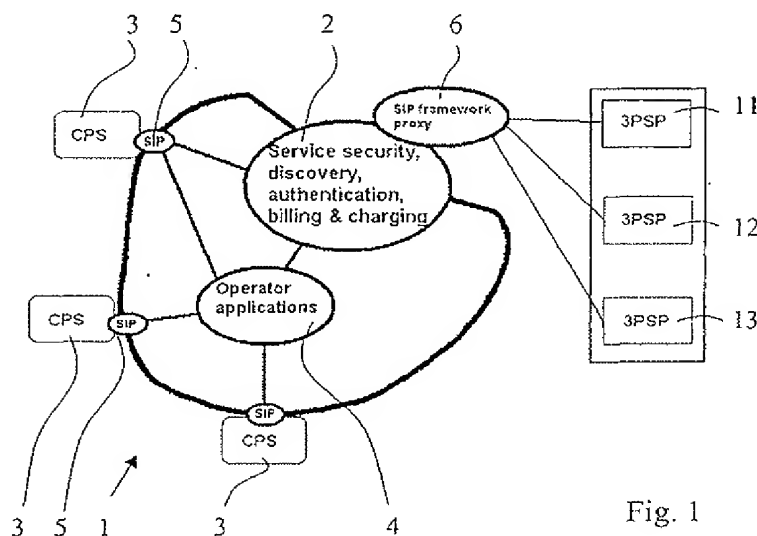 3
5
2
6
CPS
SIP
SIP framework
proxy
3PSP
11
Service security,
discovery,
authentication,
billing & charging
3PSP
12
Operator
applications
CPS
SIP
3PSP
13
SIP
CPS
3
5
1
3
4
Fig. 1